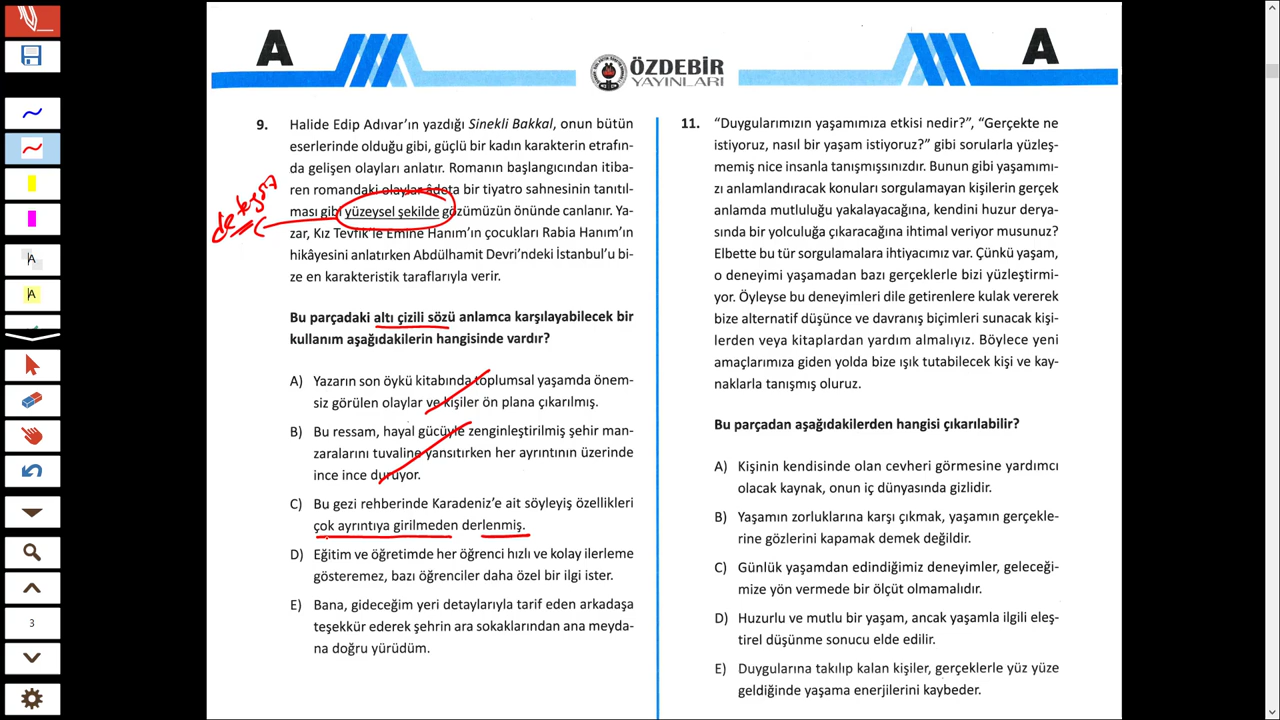 A
ÖZDEBİR
YAYINLARI
A
9. Halide Edip Adıvar’ın yazdığı Sinekli Bakkal, onun bütün
eserlerinde olduğu gibi, güçlü bir kadın karakterin etrafın-
da gelişen olayları anlatır. Romanın başlangıcından itiba-
ren romandaki olaylar âdeta bir tiyatro sahnesinin tanıtıl-
ması gibi yüzeysel şekilde gözümüzün önünde canlanır. Ya-
zar, Kız Tevfik’le Emine Hanım’ın çocukları Rabia Hanım’ın
hikâyesini anlatırken Abdülhamit Devri’ndeki İstanbul’u bi-
ze en karakteristik taraflarıyla verir.
Bu parçadaki altı çizili sözü anlamca karşılayabilecek bir
kullanım aşağıdakilerin hangisinde vardır?
A) Yazarın son öykü kitabında toplumsal yaşamda önem-
siz görülen olaylar ve kişiler ön plana çıkarılmış.
B) Bu ressam, hayal gücüyle zenginleştirilmiş şehir man-
zaralarını tuvaline yansıtırken her ayrıntının üzerinde
ince ince duruyor.
C) Bu gezi rehberinde Karadeniz’e ait söyleyiş özellikleri
çok ayrıntıya girilmeden derlenmiş.
D) Eğitim ve öğretimde her öğrenci hızlı ve kolay ilerleme
gösteremez, bazı öğrenciler daha özel bir ilgi ister.
E) Bana, gideceğim yeri detaylarıyla tarif eden arkadaşa
teşekkür ederek şehrin ara sokaklarından ana meyda-
na doğru yürüdüm.
11. “Duygularımızın yaşamımıza etkisi nedir?”, “Gerçekte ne
istiyoruz, nasıl bir yaşam istiyoruz?” gibi sorularla yüzleş-
memiş nice insanla tanışmışsınızdır. Bunun gibi yaşamımı-
zı anlamlandıracak konuları sorgulamayan kişilerin gerçek
anlamda mutluluğu yakalayacağına, kendini huzur derya-
sında bir yolculuğa çıkaracağına ihtimal veriyor musunuz?
Elbette bu tür sorgulamalara ihtiyacımız var. Çünkü yaşam,
o deneyimi yaşamadan bazı gerçeklerle bizi yüzleştirmi-
yor. Öyleyse bu deneyimleri dile getirenlere kulak vererek
bize alternatif düşünce ve davranış biçimleri sunacak kişi-
lerden veya kitaplardan yardım almalıyız. Böylece yeni
amaçlarımıza giden yolda bize ışık tutabilecek kişi ve kay-
naklarla tanışmış oluruz.
Bu parçadan aşağıdakilerden hangisi çıkarılabilir?
A) Kişinin kendisinde olan cevheri görmesine yardımcı
olacak kaynak, onun iç dünyasında gizlidir.
B) Yaşamın zorluklarına karşı çıkmak, yaşamın gerçekle-
rine gözlerini kapamak demek değildir.
C) Günlük yaşamdan edindiğimiz deneyimler, geleceği-
mize yön vermede bir ölçüt olmamalıdır.
D) Huzurlu ve mutlu bir yaşam, ancak yaşamla ilgili eleş-
tirel düşünme sonucu elde edilir.
E) Duygularına takılıp kalan kişiler, gerçeklerle yüz yüze
geldiğinde yaşama enerjilerini kaybeder.
A
A
3